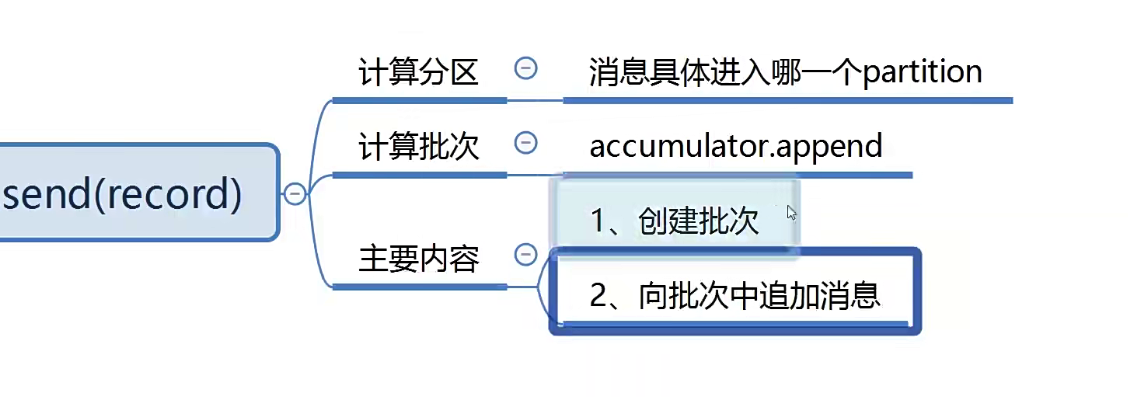 send(record)
计算分区
消息具体进入哪一个partition
计算批次
accumulator.append
主要内容
1、创建批次
2、向批次中追加消息